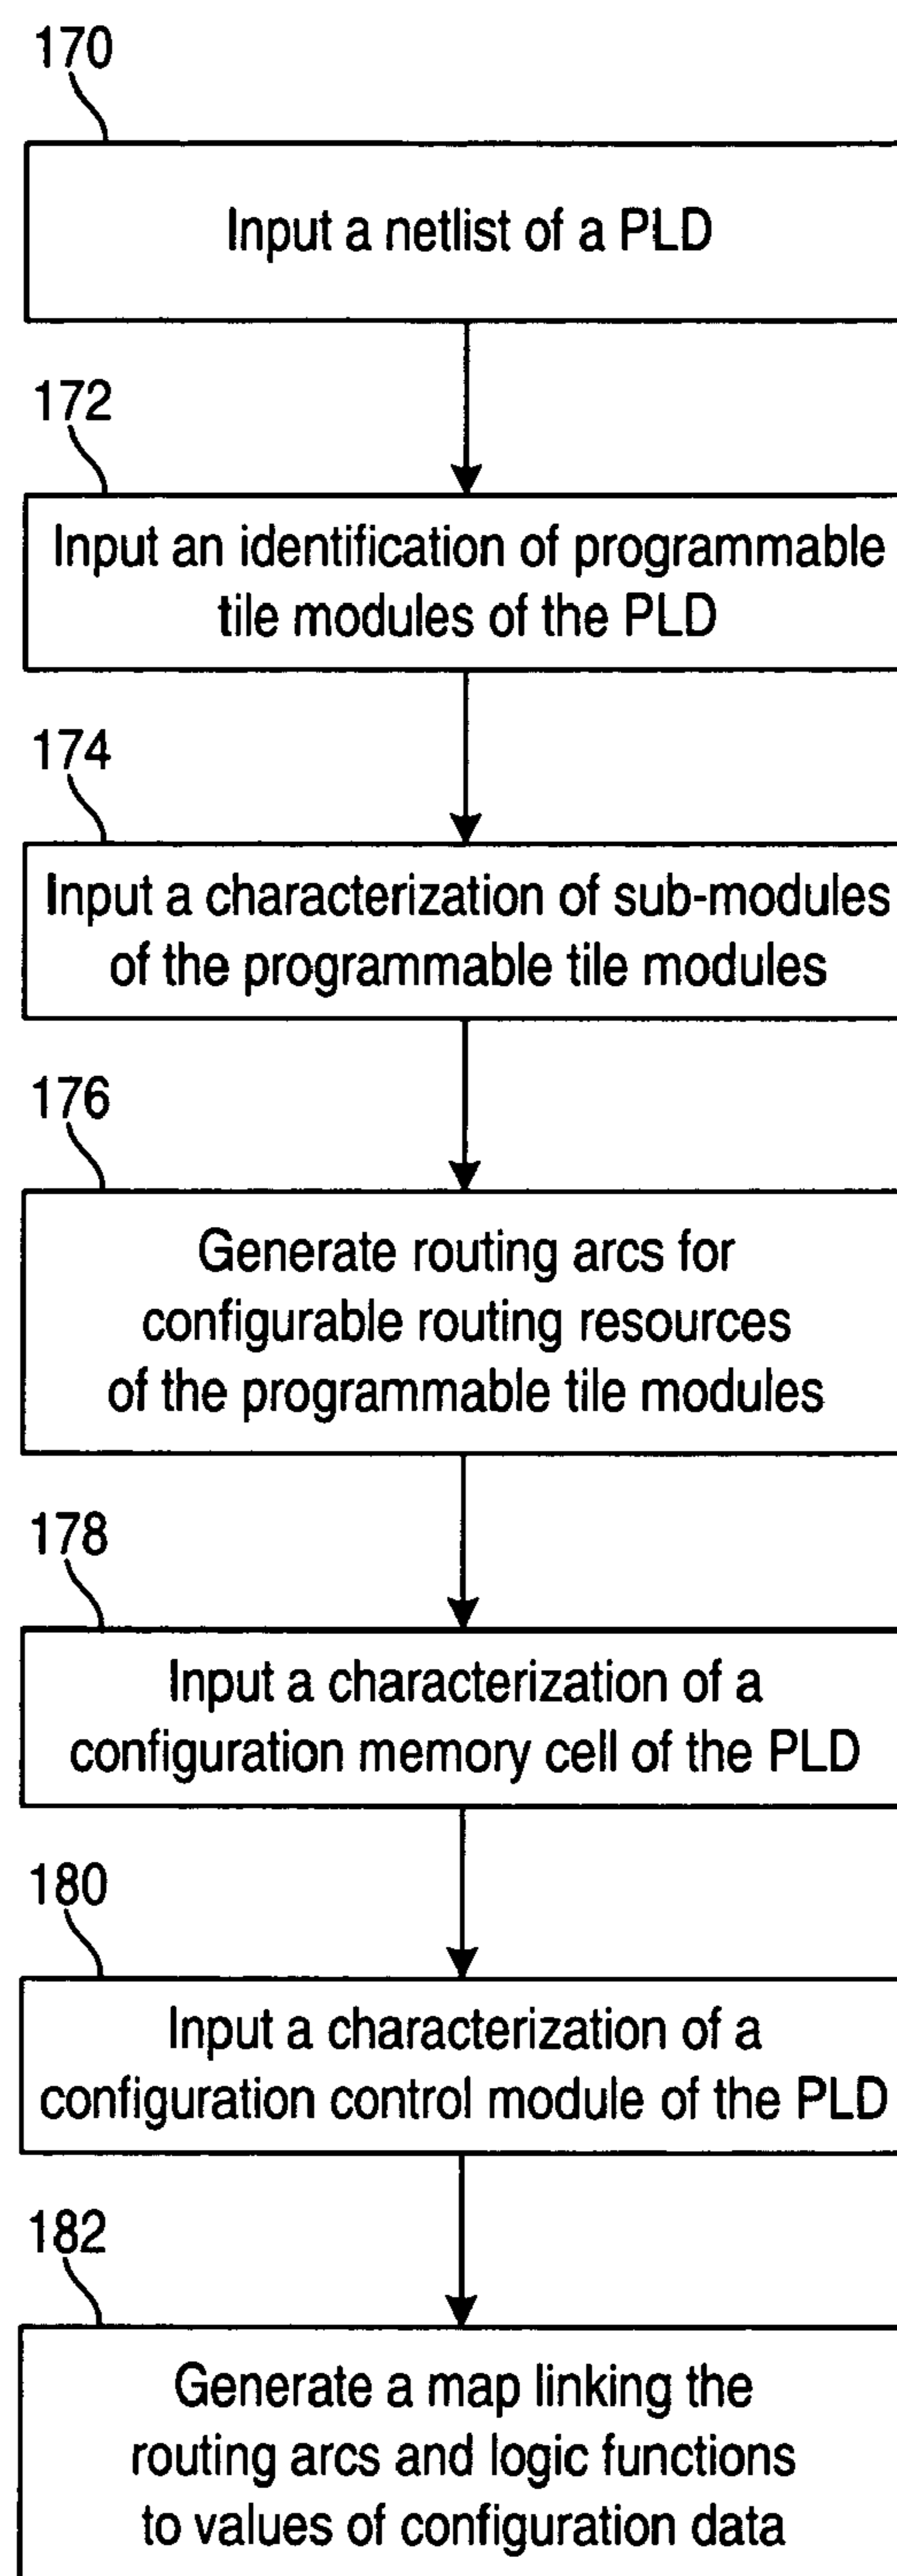 170
Input a netlist of a PLD
172
Input an identification of programmable
tile modules of the PLD
174
Input a characterization of sub-modules
of the programmable tile modules
176
Generate routing arcs for
configurable routing resources
of the programmable tile modules
178
Input a characterization of a
configuration memory cell of the PLD
180
Input a characterization of a
configuration control module of the PLD
182
Generate a map linking the
routing arcs and logic functions
to values of configuration data